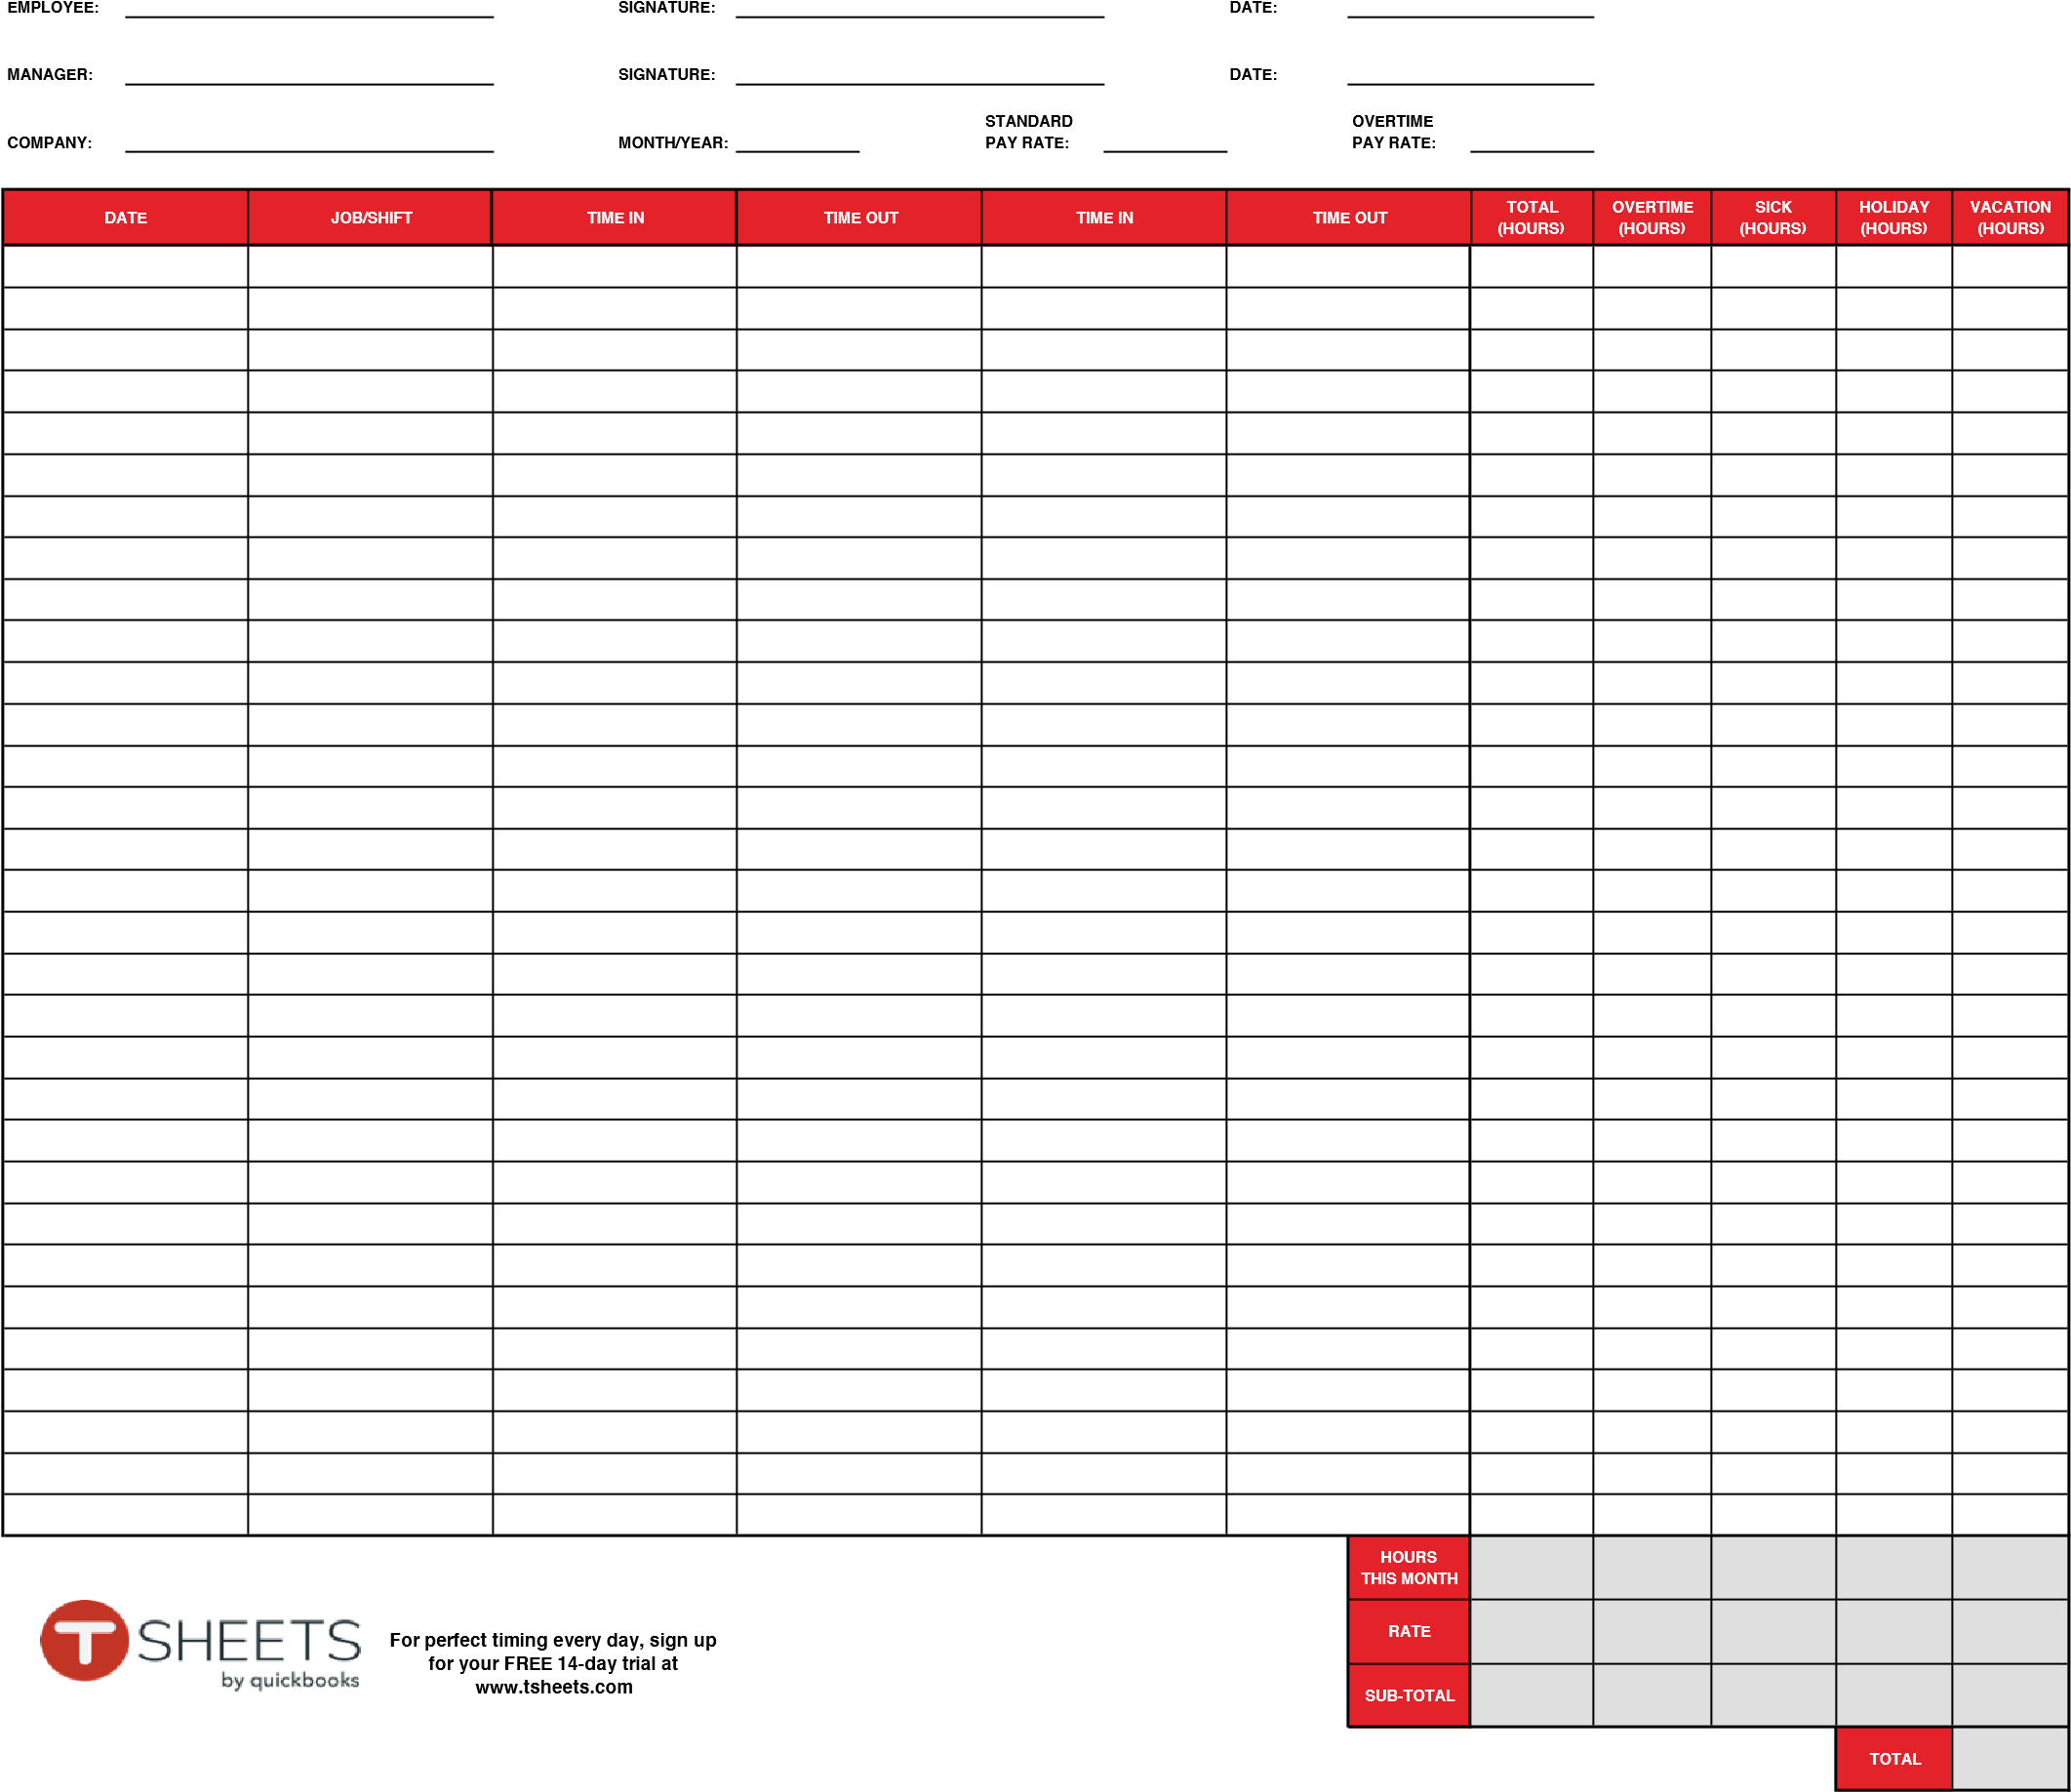 EMPLOYEE: SIGNATURE: DATE:
MANAGER: SIGNATURE: DATE:
STANDARD OVERTIME
COMPANY: MONTH/YEAR: PAY RATE: PAY RATE:
DATE JOB/SHIFT TIME IN TIME OUT TIME IN TIME OUT TOTAL OVERTIME SICK HOLIDAY VACATION
(HOURS) (HOURS) (HOURS) (HOURS) (HOURS)
HOURS
THIS MONTH
RATE
SUB-TOTAL
TOTAL
T SHEETS
by quickbooks
For perfect timing every day, sign up
for your FREE 14-day trial at
www.tsheets.com